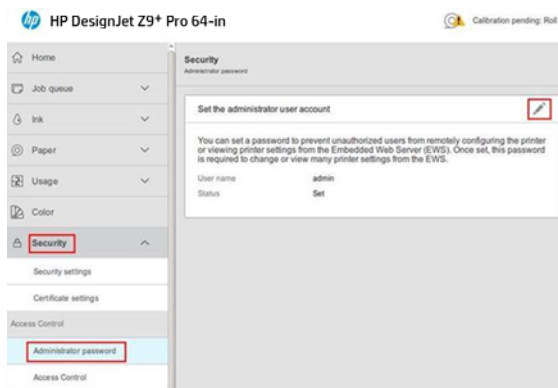 hp HP DesignJet Z9+ Pro 64-in
Calibration pending: Roll
Home
Job queue
Ink
Paper
Usage
Color
Security
Security settings
Certificate settings
Access Control
Administrator password
Access Control
Security
Administrator password
Set the administrator user account
You can set a password to prevent unauthorized users from remotely configuring the printer
or viewing printer settings from the Embedded Web Server (EWS). Once set, this password
is required to change or view many printer settings from the EWS.
User name admin
Status Set